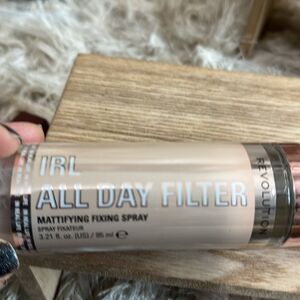 IRL
ALL DAY FILTER
MATTIFYING FIXING SPRAY
SPRAY FIXATEUR
3.21 fl. oz. (US) / 95 ml e
REVOLUTION